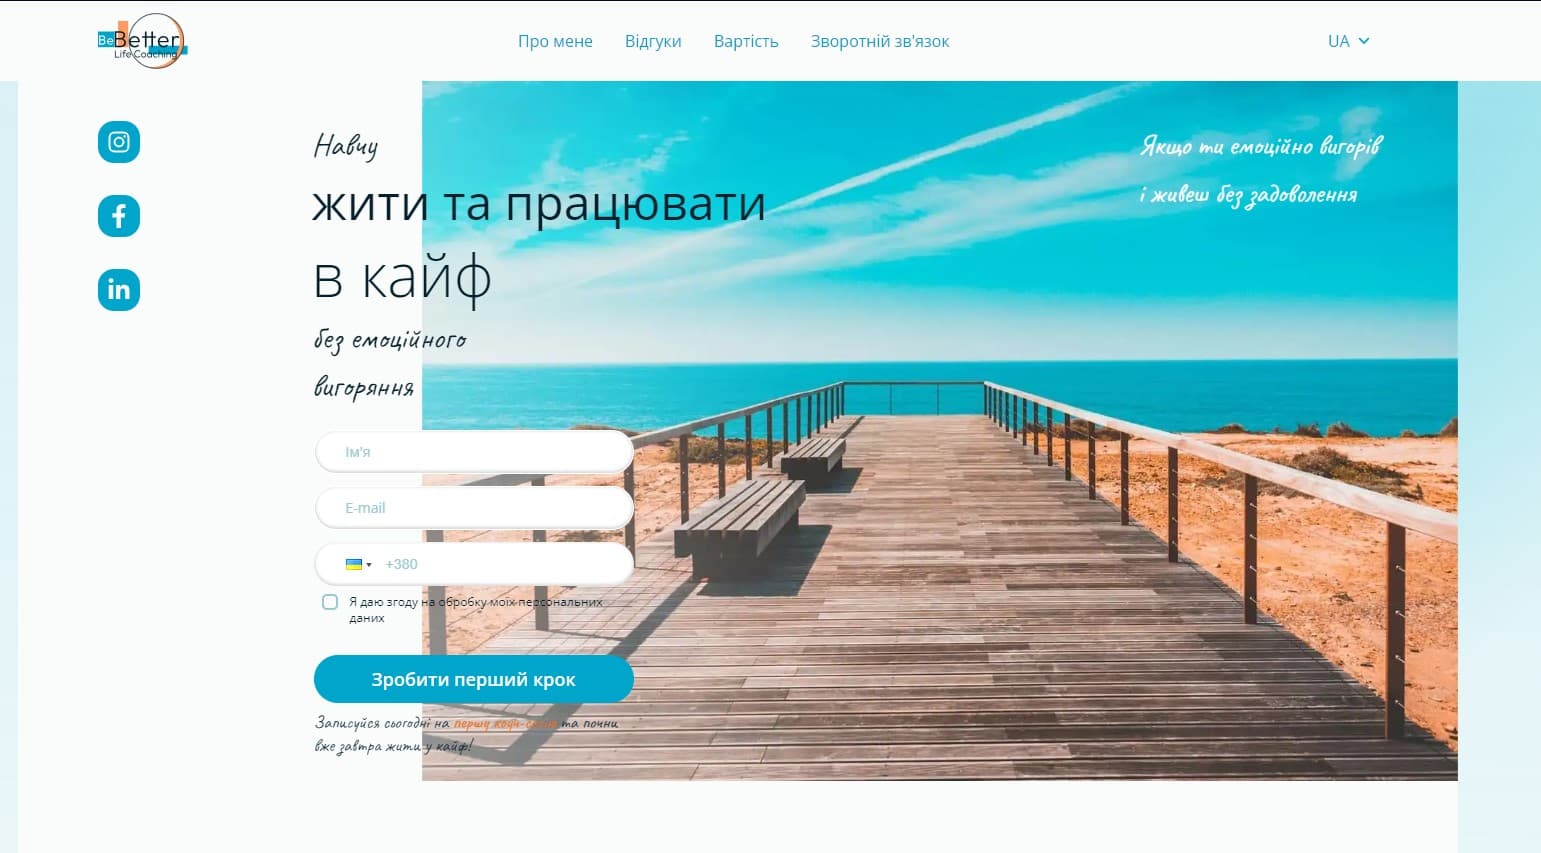 BeBetter
Life Coaching
Про мене
Відгуки
Вартість
Зворотній зв'язок
UA
Навчу
жити та працювати
в кайф
без емоційного
вигоряння
Якщо ти емоційно вигорів
і живеш без задоволення
Ім'я
E-mail
+380
Я даю згоду на обробку моїх персональних
даних
Зробити перший крок
Записуйся сьогодні на першу коуч-сесію та почни
вже завтра жити у кайф!